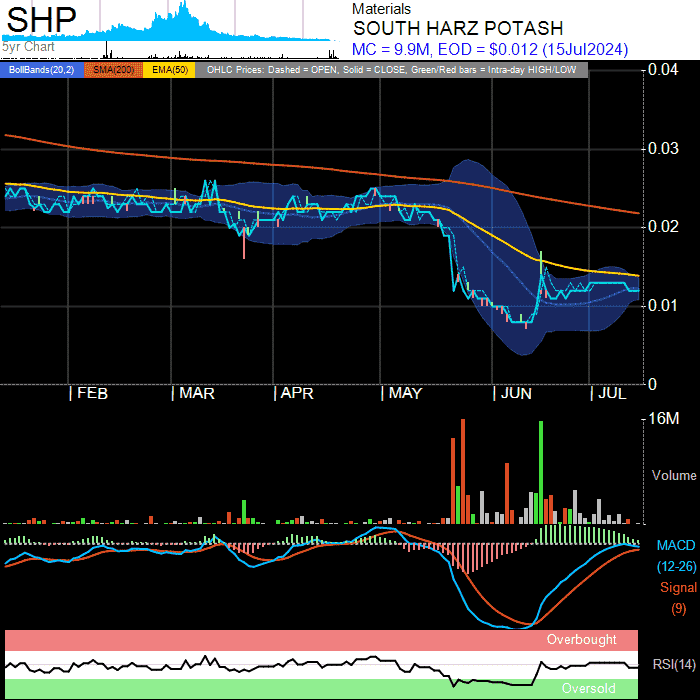 SHP
5yr Chart
Materials
SOUTH HARZ POTASH
MC = 9.9M, EOD = $0.012 (15Jul2024)
BollBands(20,2) SMA(200) EMA(50) OHLC Prices: Dashed = OPEN, Solid = CLOSE, Green/Red bars = Intra-day HIGH/LOW
0.04
0.03
0.02
0.01
0
FEB MAR APR MAY JUN JUL
16M
Volume
MACD
(12-26)
Signal
(9)
Overbought
RSI(14)
Oversold